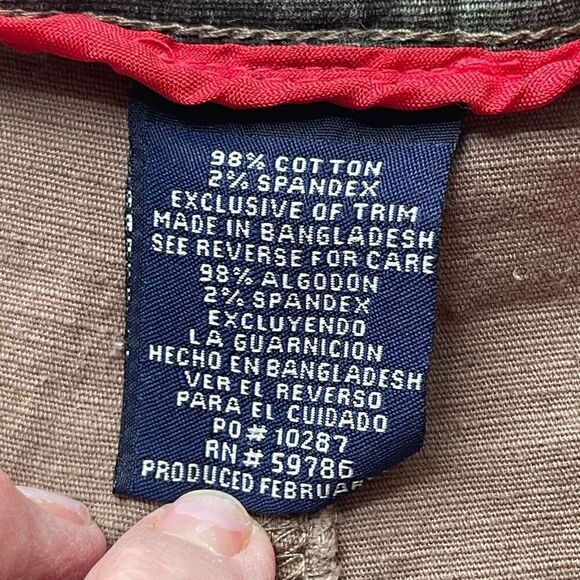 98% COTTON
2% SPANDEX
EXCLUSIVE OF TRIM
MADE IN BANGLADESH
SEE REVERSE FOR CARE
98% ALGODON
2% SPANDEX
EXCLUYENDO
LA GUARNICION
HECHO EN BANGLADESH
VER EL REVERSO
PARA EL CUIDADO
PO# 10287
RN# 59786
PRODUCED